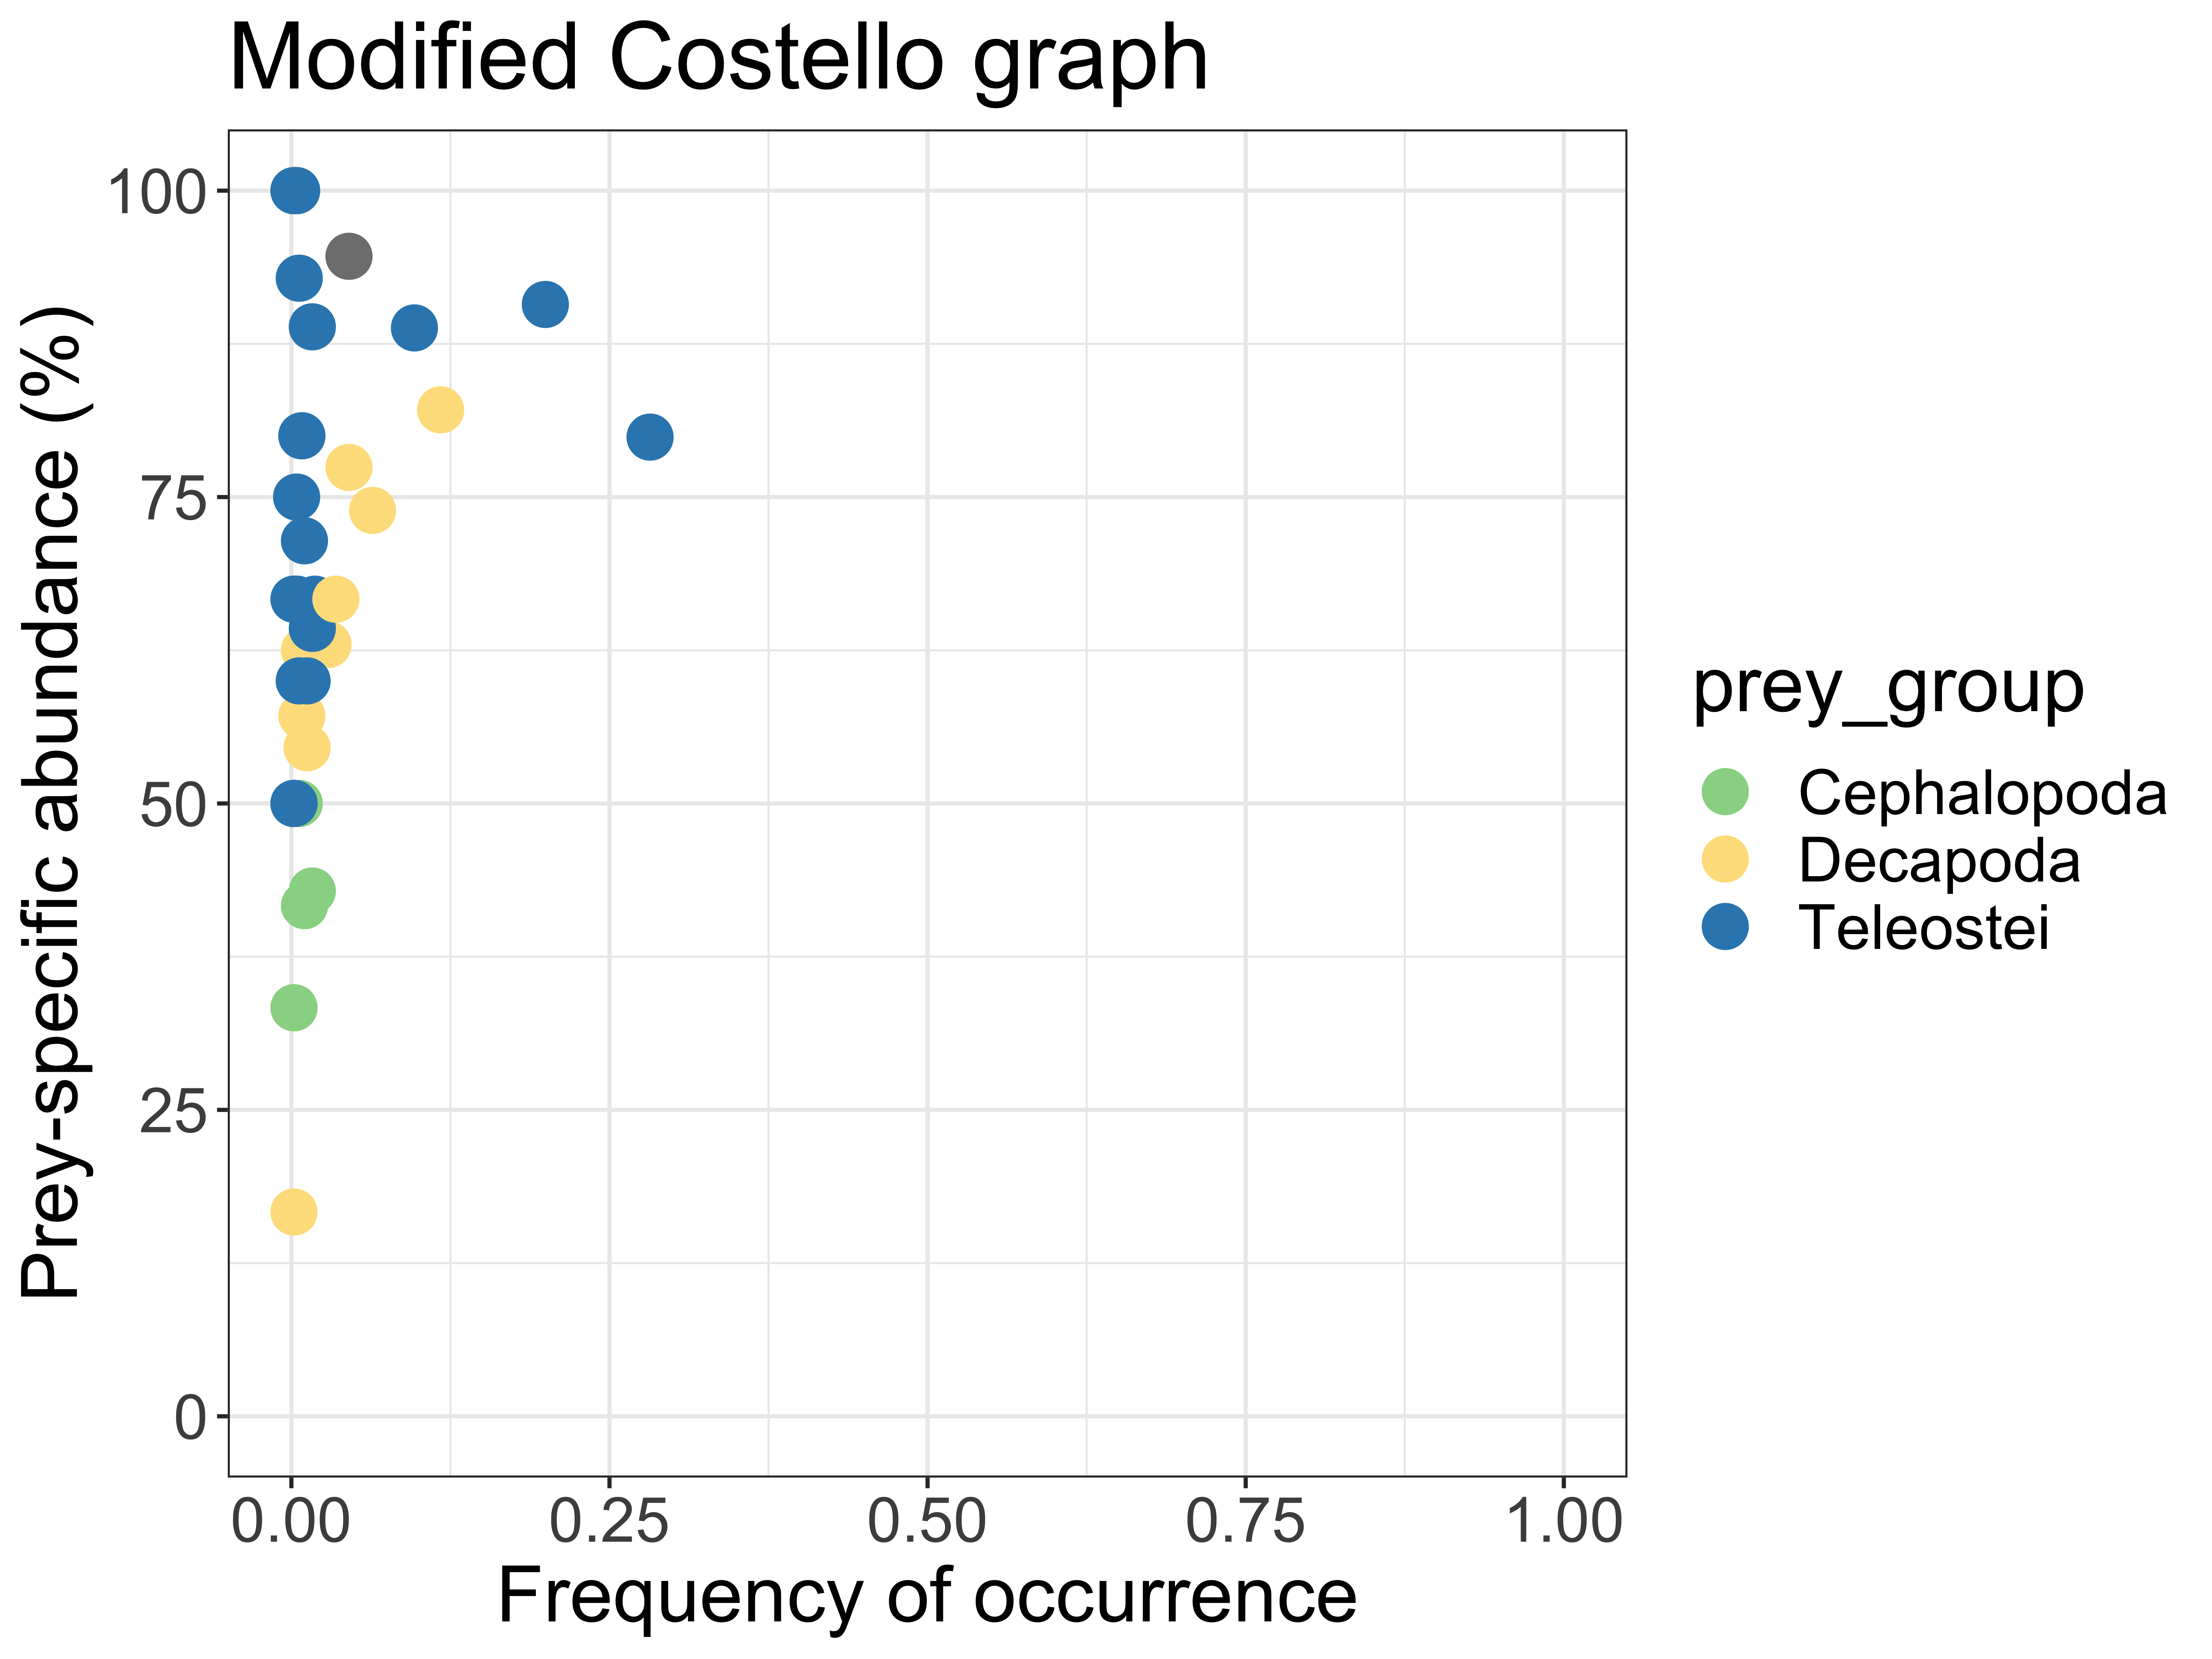 Modified Costello graph
Prey-specific abundance (%)
100
75
50
25
0
0.00 0.25 0.50 0.75 1.00
Frequency of occurrence
prey_group
Cephalopoda
Decapoda
Teleostei